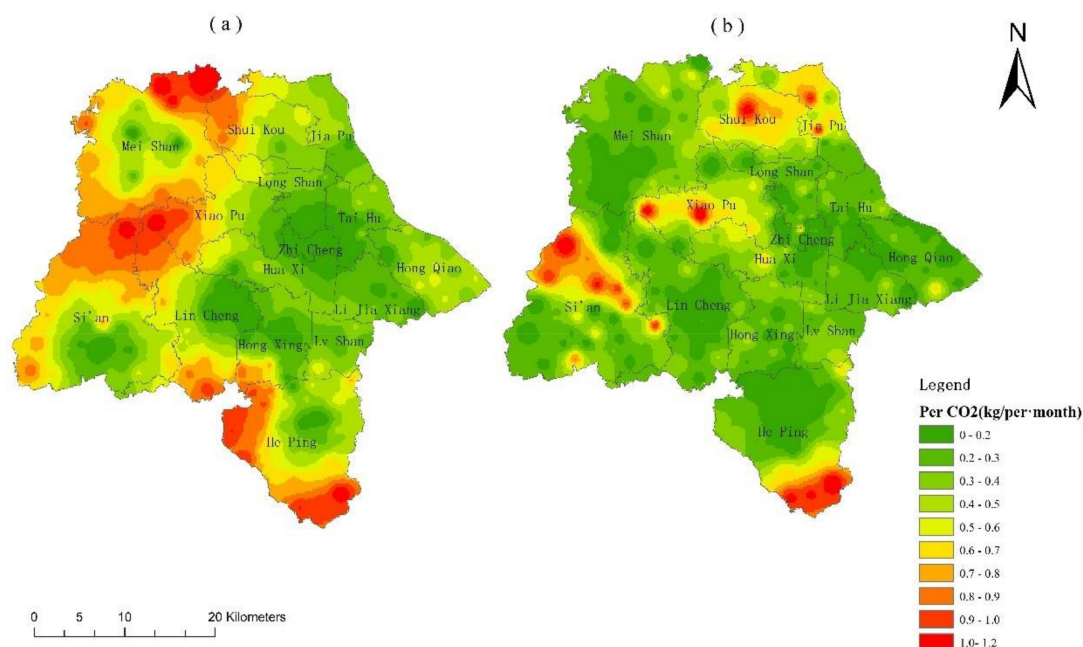 ( a )
( b )
N
Shui Kou
Jia Pu
Mei Shan
Long Shan
Xiao Pu
Tai Hu
Zhi Cheng
Hua Xi
Hong Qiao
Li Jia Xiang
Si'an
Lin Cheng
Lv Shan
Hong Xing
He Ping
Mei Shan
Shui Kou
Jia Pu
Long Shan
Xiao Pu
Tai Hu
Zhi Cheng
Hua Xi
Hong Qiao
Li Jia Xiang
Si'an
Lin Cheng
Hong Xing
Lv Shan
He Ping
Legend
Per CO2(kg/per·month)
0 - 0.2
0.2 - 0.3
0.3 - 0.4
0.4 - 0.5
0.5 - 0.6
0.6 - 0.7
0.7 - 0.8
0.8 - 0.9
0.9 - 1.0
1.0- 1.2
0 5 10 20 Kilometers